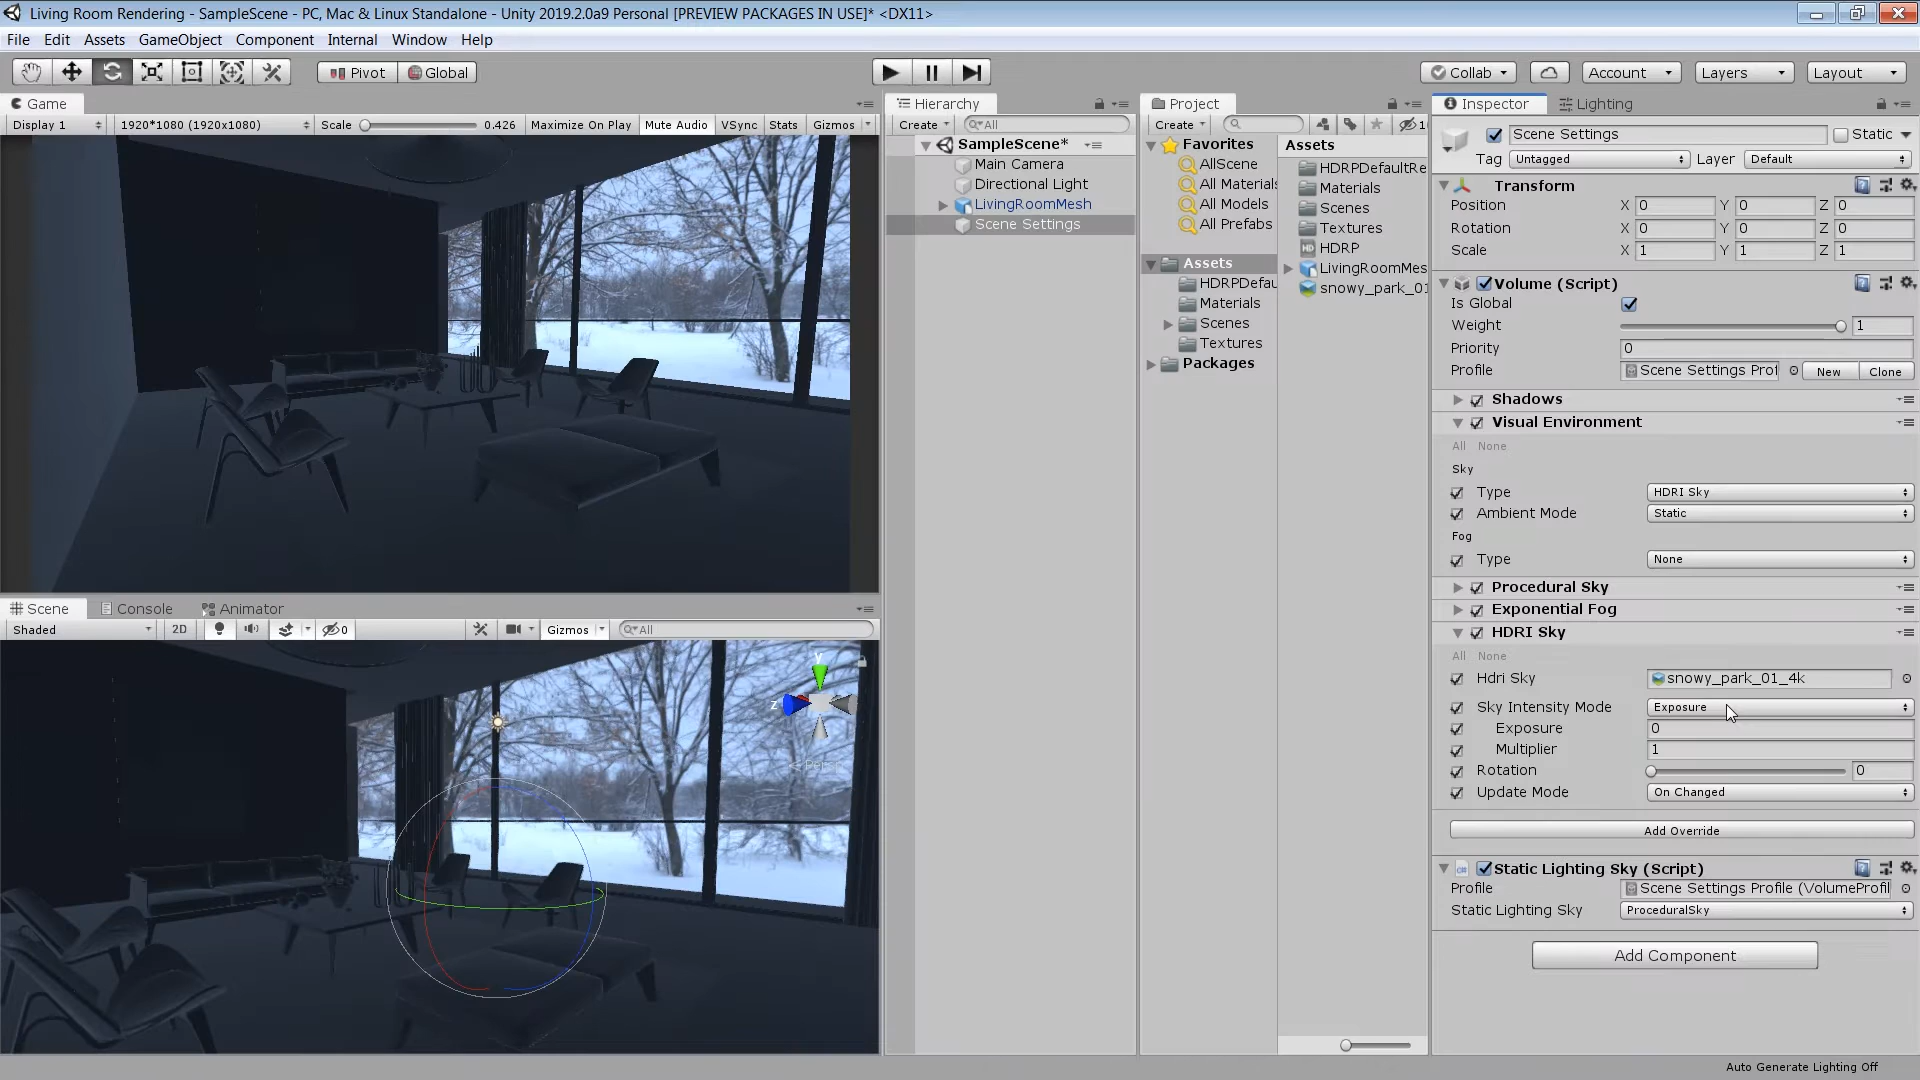 Living Room Rendering - SampleScene - PC, Mac & Linux Standalone - Unity 2019.2.0a9 Personal [PREVIEW PACKAGES IN USE]* <DX11>
File Edit Assets GameObject Component Internal Window Help
Pivot Global Collab Account Layers Layout
Game
Display 1 1920*1080 (1920x1080) Scale 0.426 Maximize On Play Mute Audio VSync Stats Gizmos
Scene Console Animator
Shaded 2D 0 Gizmos All
y
z
< Persp
Hierarchy
Create All
SampleScene*
Main Camera
Directional Light
LivingRoomMesh
Scene Settings
Project
Create 1
Favorites
AllScene
All Materials
All Models
All Prefabs
Assets
HDRPDefau
Materials
Scenes
Textures
Packages
Assets
HDRPDefaultRe
Materials
Scenes
Textures
HDRP
LivingRoomMes
snowy_park_01
Inspector Lighting
Scene Settings Static
Tag Untagged Layer Default
Transform
Position X 0 Y 0 Z 0
Rotation X 0 Y 0 Z 0
Scale X 1 Y 1 Z 1
Volume (Script)
Is Global
Weight 1
Priority 0
Profile Scene Settings Prof New Clone
Shadows
Visual Environment
All None
Sky
Type HDRI Sky
Ambient Mode Static
Fog
Type None
Procedural Sky
Exponential Fog
HDRI Sky
All None
Hdri Sky snowy_park_01_4k
Sky Intensity Mode Exposure
Exposure 0
Multiplier 1
Rotation 0
Update Mode On Changed
Add Override
Static Lighting Sky (Script)
Profile Scene Settings Profile (VolumeProfil
Static Lighting Sky ProceduralSky
Add Component
Auto Generate Lighting Off